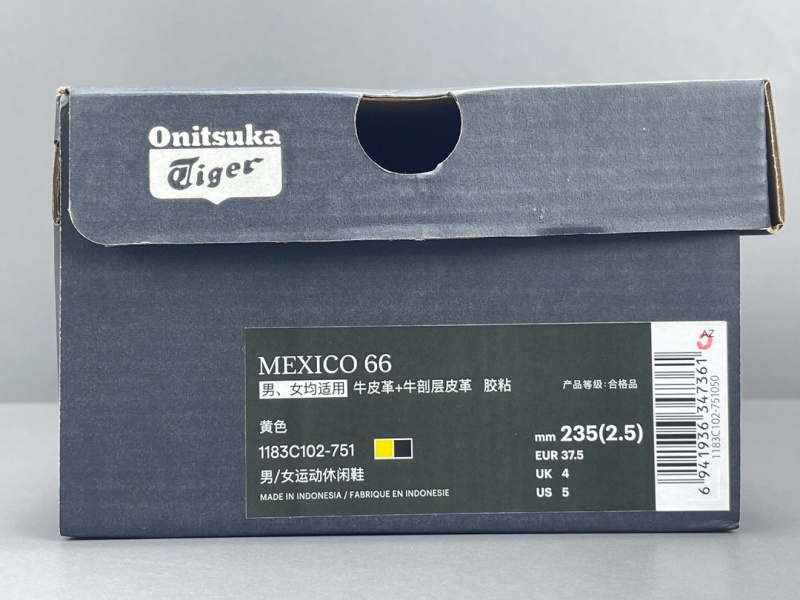 Onitsuka
Tiger
MEXICO 66
男、女均适用 牛皮革+牛剖层皮革 胶粘
产品等级:合格品
黄色
1183C102-751
男/女运动休闲鞋
MADE IN INDONESIA / FABRIQUE EN INDONESIE
mm 235(2.5)
EUR 37.5
UK 4
US 5
AZ
6 941936 347361
1183C102-751050